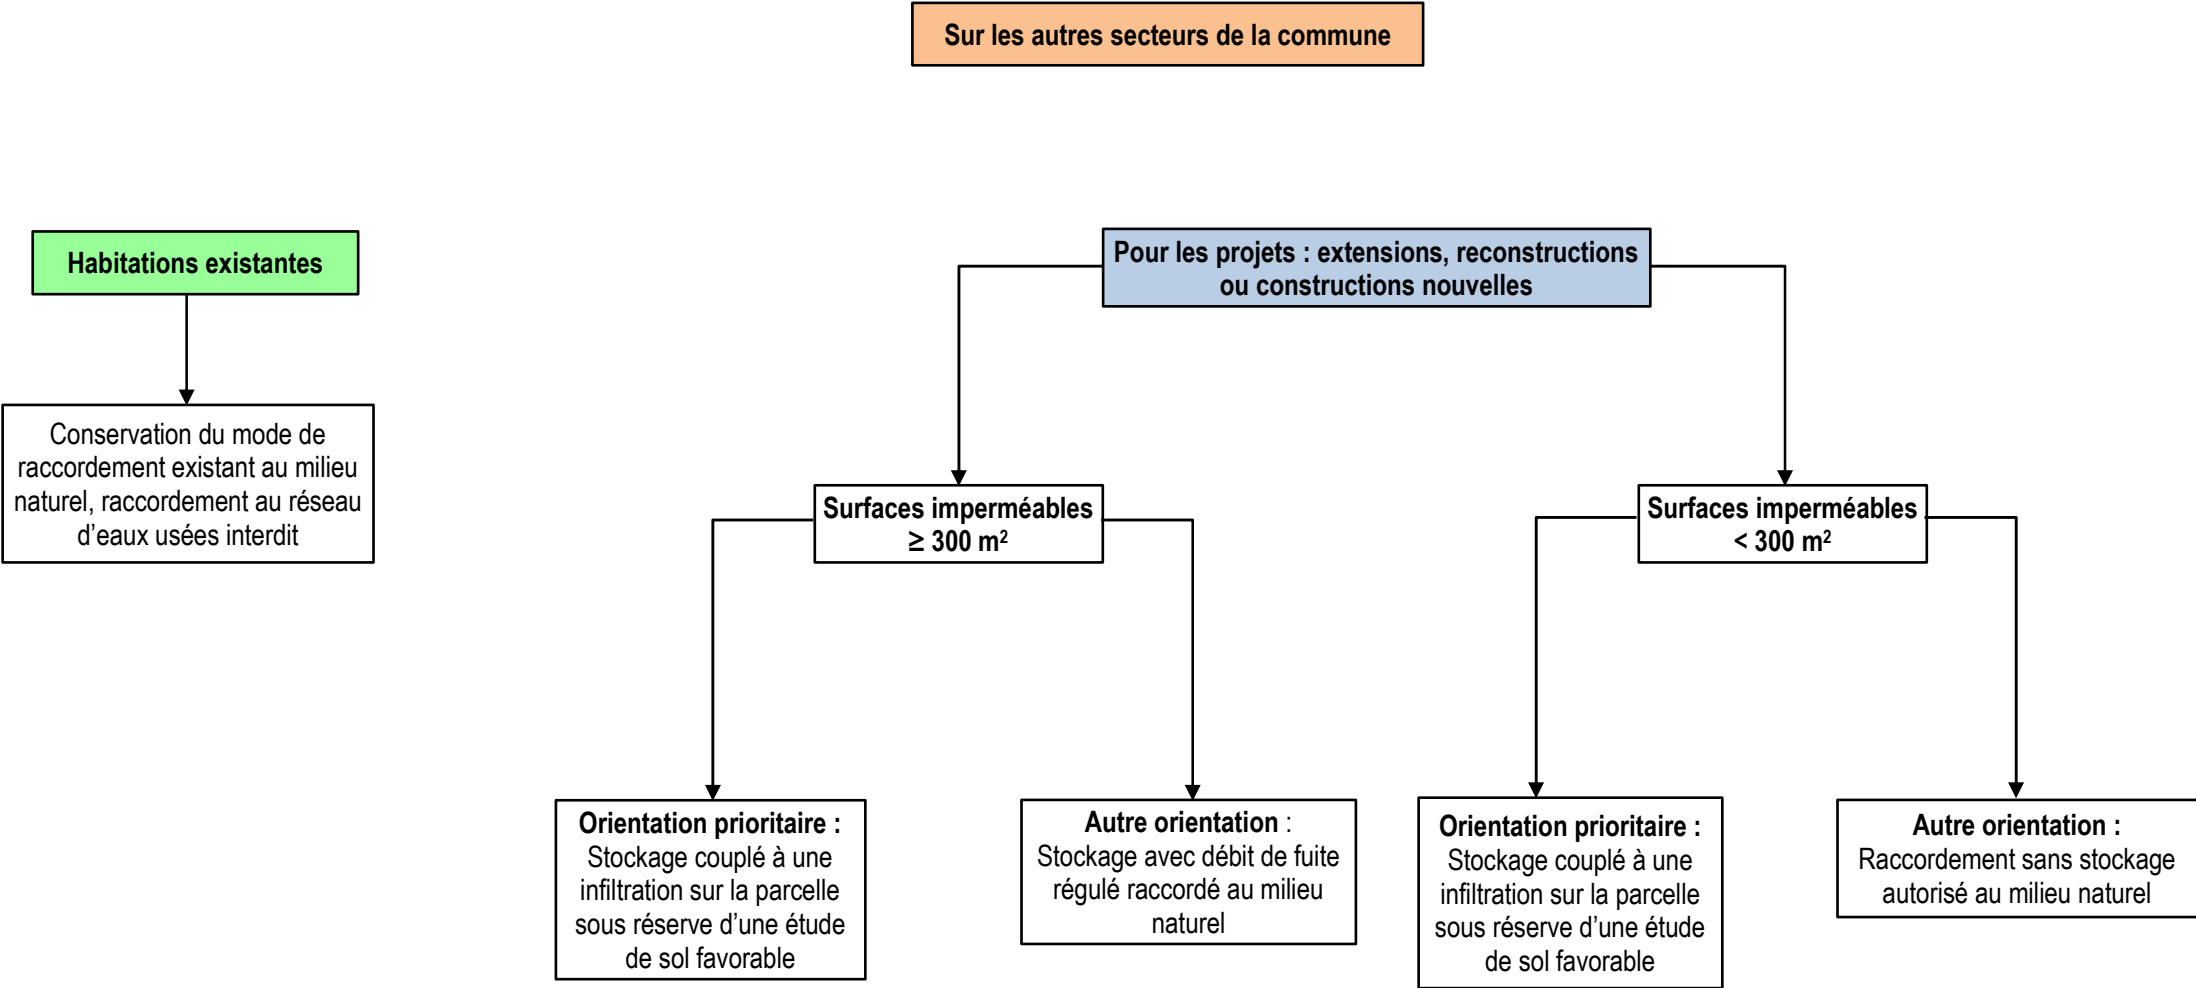 Sur les autres secteurs de la commune
Habitations existantes
Pour les projets : extensions, reconstructions
ou constructions nouvelles
Conservation du mode de
raccordement existant au milieu
naturel, raccordement au réseau
d’eaux usées interdit
Surfaces imperméables
≥ 300 m²
Surfaces imperméables
< 300 m²
Orientation prioritaire :
Stockage couplé à une
infiltration sur la parcelle
sous réserve d’une étude
de sol favorable
Autre orientation :
Stockage avec débit de fuite
régulé raccordé au milieu
naturel
Orientation prioritaire :
Stockage couplé à une
infiltration sur la parcelle
sous réserve d’une étude
de sol favorable
Autre orientation :
Raccordement sans stockage
autorisé au milieu naturel